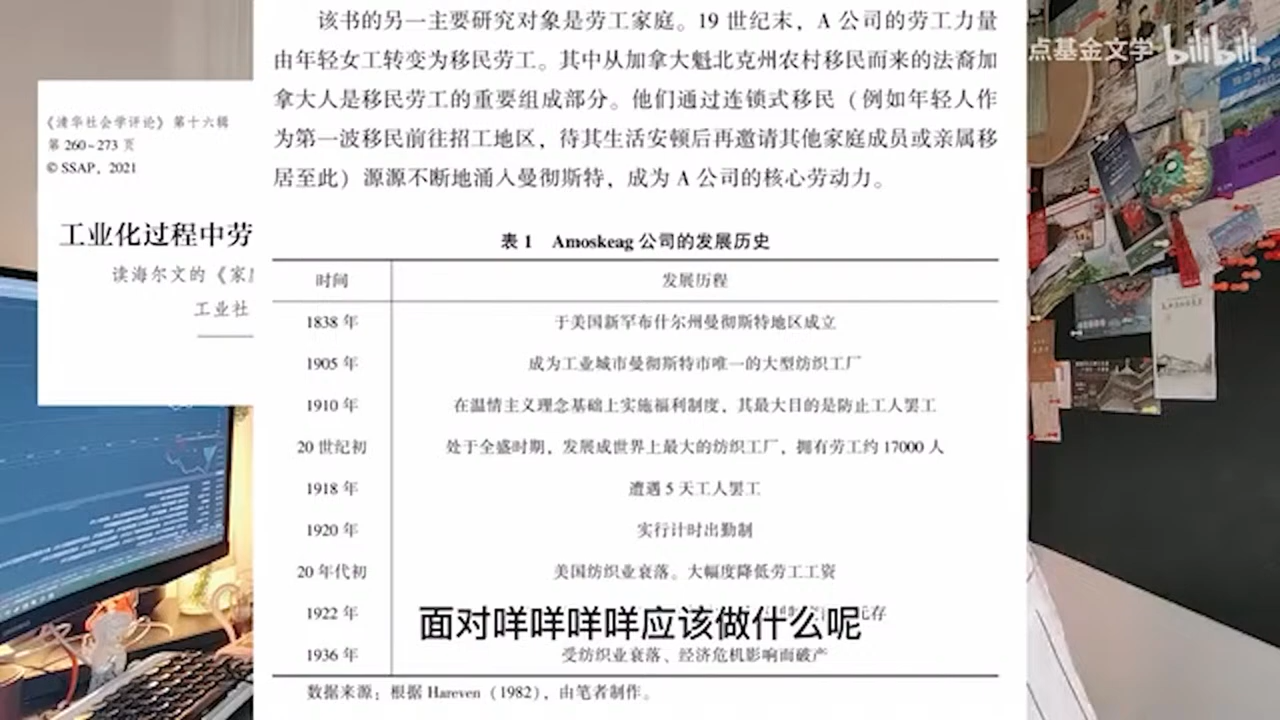 点基金文学 bilibili
《清华社会学评论》第十六辑
第 260~273 页
© SSAP，2021
工业化过程中劳
读海尔文的《家庭
工业社
该书的另一主要研究对象是劳工家庭。19 世纪末，A 公司的劳工力量
由年轻女工转变为移民劳工。其中从加拿大魁北克州农村移民而来的法裔加
拿大人是移民劳工的重要组成部分。他们通过连锁式移民（例如年轻人作
为第一波移民前往招工地区，待其生活安顿后再邀请其他家庭成员或亲属移
居至此）源源不断地涌入曼彻斯特，成为 A 公司的核心劳动力。
表 1 Amoskeag 公司的发展历史
时间 发展历程
1838 年 于美国新罕布什尔州曼彻斯特地区成立
1905 年 成为工业城市曼彻斯特市唯一的大型纺织工厂
1910 年 在温情主义理念基础上实施福利制度，其最大目的是防止工人罢工
20 世纪初 处于全盛时期，发展成世界上最大的纺织工厂，拥有劳工约 17000 人
1918 年 遭遇 5 天工人罢工
1920 年 实行计时出勤制
20 年代初 美国纺织业衰落。大幅度降低劳工工资
1922 年 元存
面对咩咩咩咩应该做什么呢
1936 年 受纺织业衰落、经济危机影响而破产
数据来源：根据 Hareven（1982），由笔者制作。